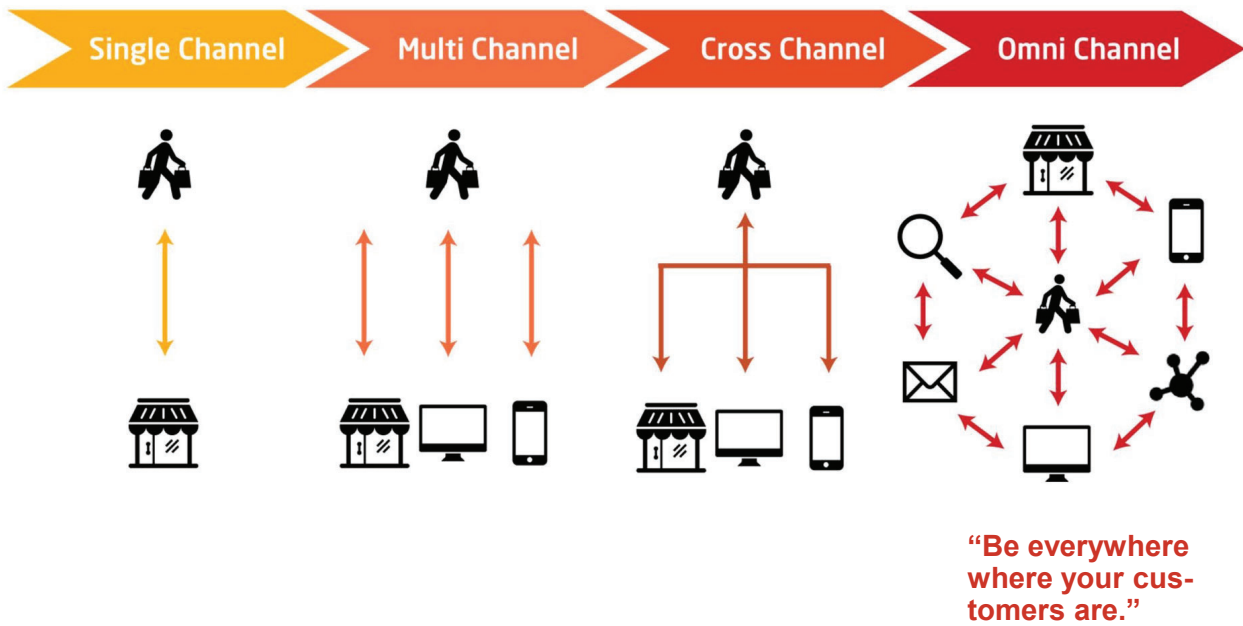 Single Channel
Multi Channel
Cross Channel
Omni Channel
“Be everywhere
where your cus-
tomers are.”